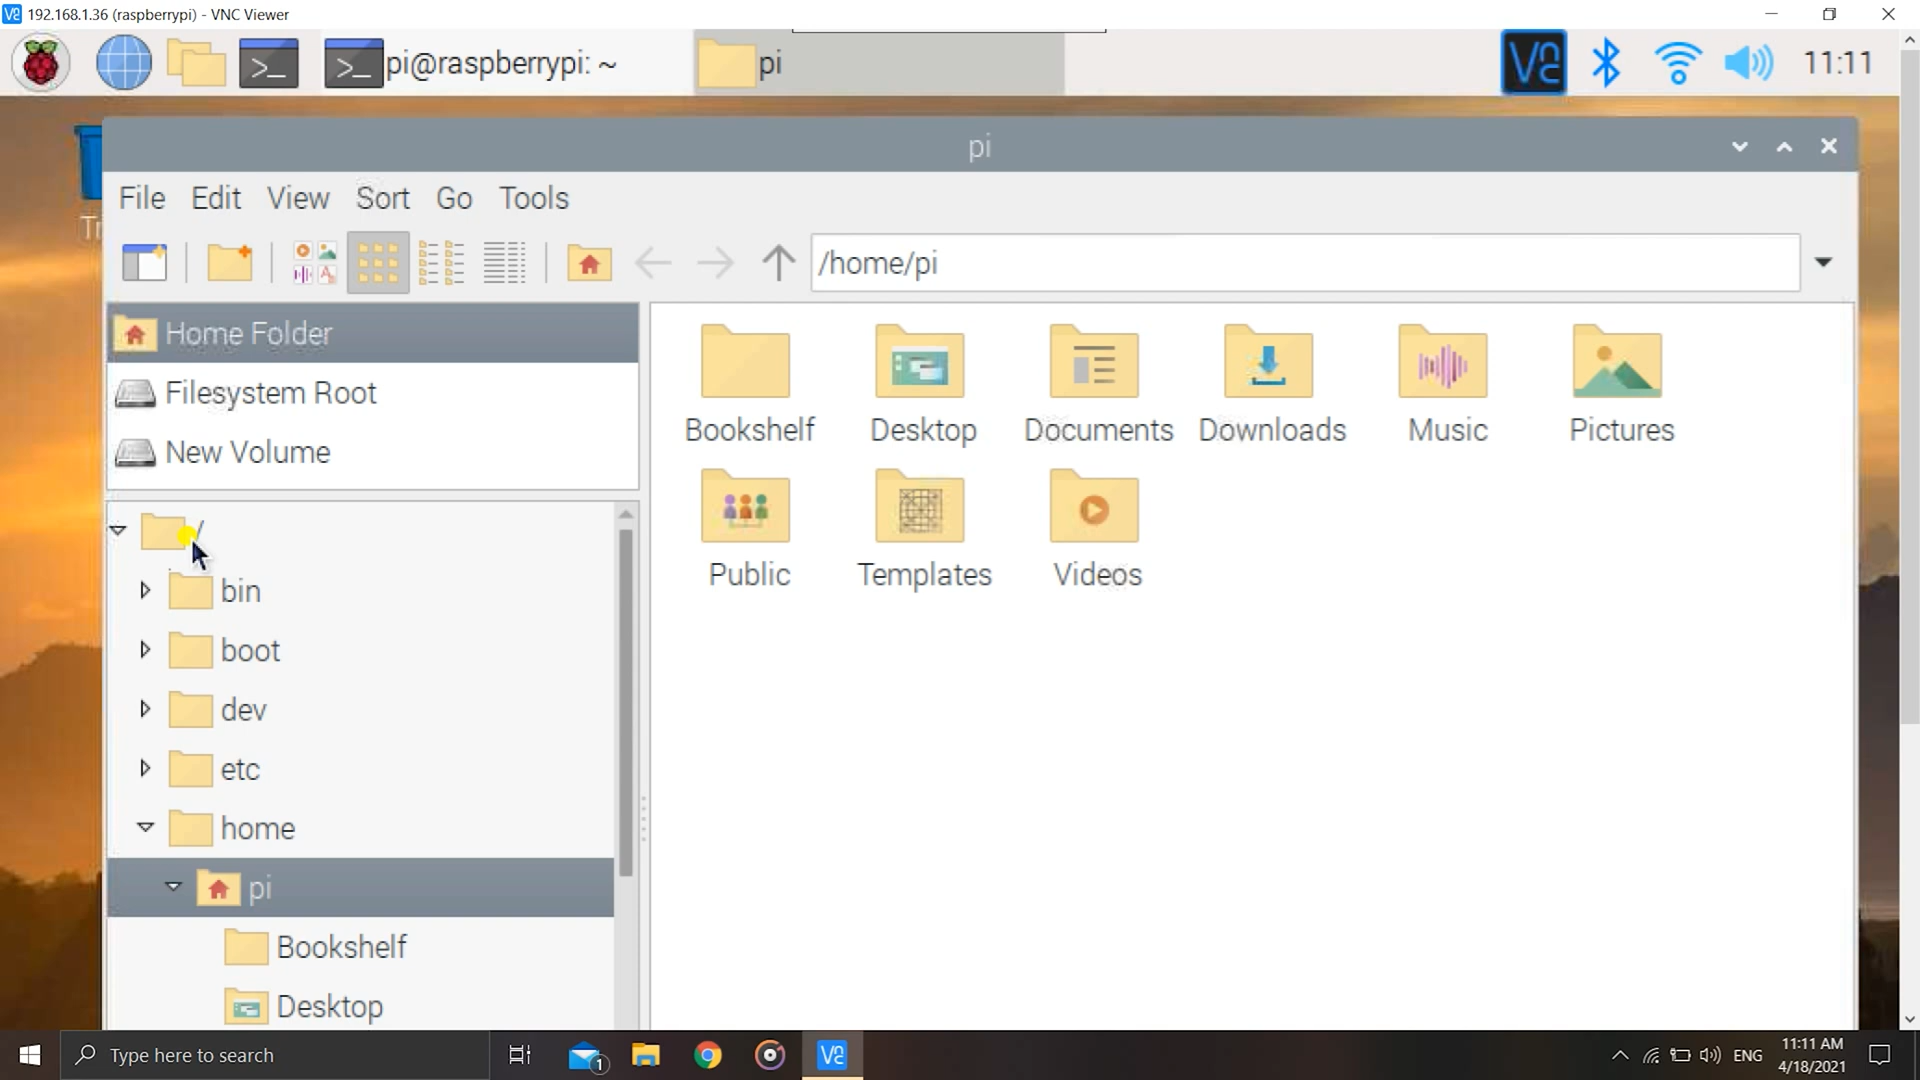 192.168.1.36 (raspberrypi) - VNC Viewer
pi@raspberrypi: ~
pi
11:11
pi
File Edit View Sort Go Tools
/home/pi
Home Folder
Filesystem Root
New Volume
/
bin
boot
dev
etc
home
pi
Bookshelf
Desktop
Bookshelf Desktop Documents Downloads Music Pictures
Public Templates Videos
Type here to search
1
ENG
11:11 AM
4/18/2021